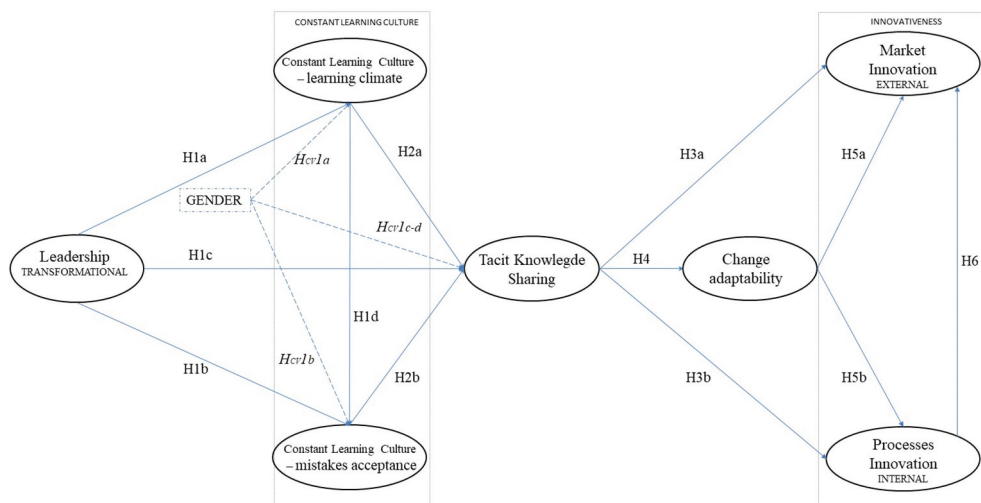 CONSTANT LEARNING CULTURE
INNOVATIVENESS
Constant Learning Culture
– learning climate
Market
Innovation
EXTERNAL
H1a
Hcv1a
H2a
H3a
H5a
GENDER
Hcv1c-d
Leadership
TRANSFORMATIONAL
H1c
Tacit Knowlegde
Sharing
H4
Change
adaptability
H6
H1d
Hcv1b
H1b
H2b
H3b
H5b
Constant Learning Culture
– mistakes acceptance
Processes
Innovation
INTERNAL